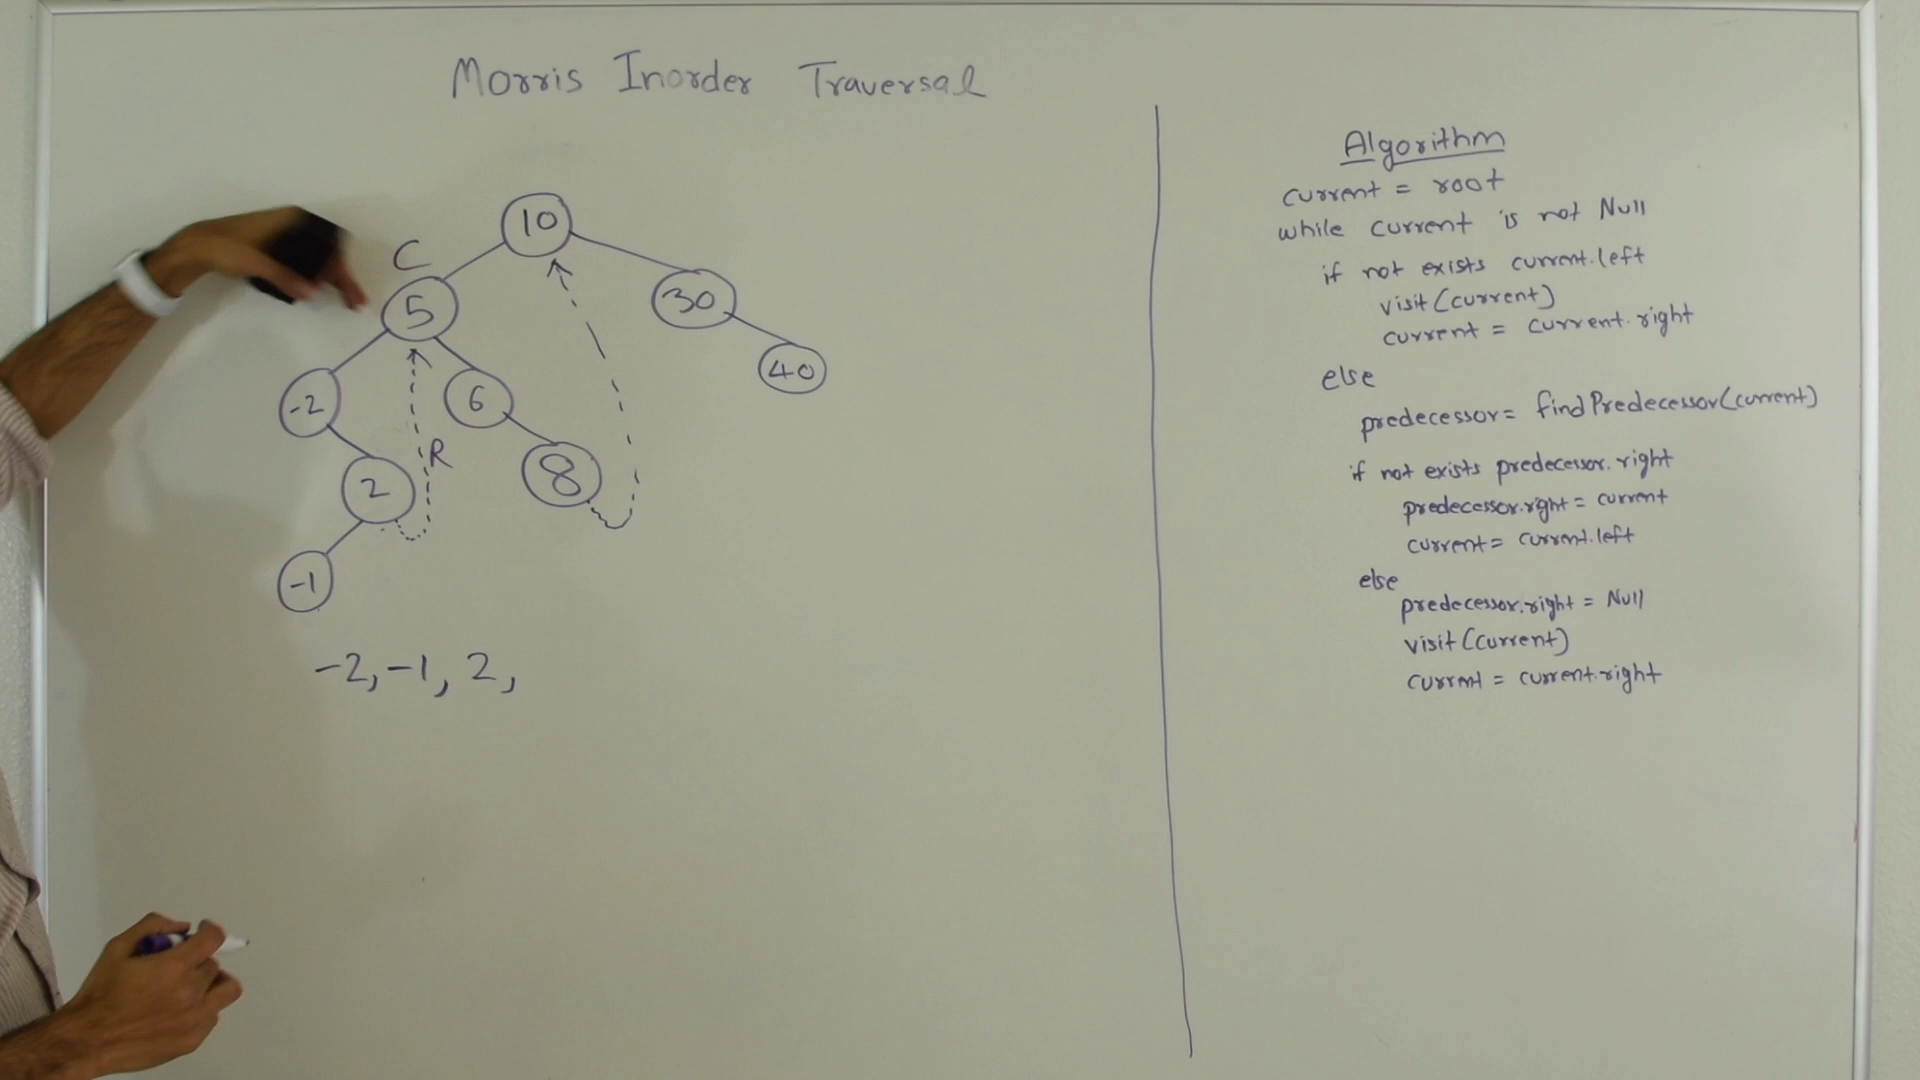 Morris Inorder Traversal
10
C
5
30
40
-2
6
R
2
8
-1
-2, -1, 2,
Algorithm
current = root
while current is not Null
if not exists current.left
visit(current)
current = current.right
else
predecessor = findPredecessor(current)
if not exists predecessor.right
predecessor.right = current
current = current.left
else
predecessor.right = Null
visit(current)
current = current.right